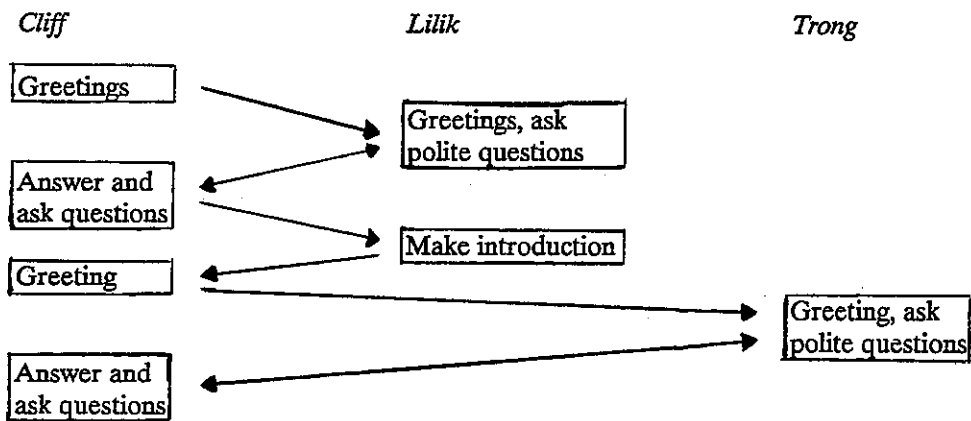 Cliff
Lilik
Trong
Greetings
Greetings, ask
polite questions
Answer and
ask questions
Make introduction
Greeting
Greeting, ask
polite questions
Answer and
ask questions